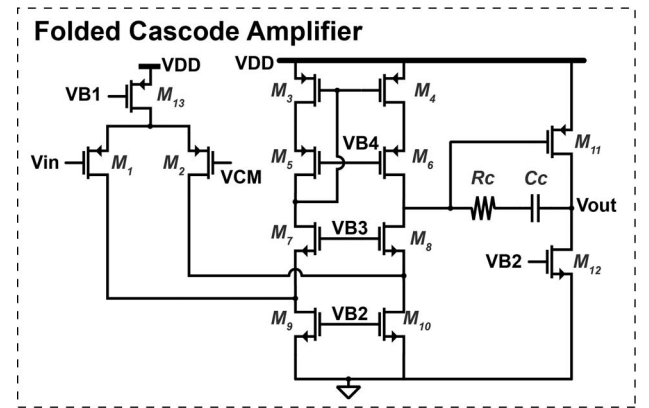 Folded Cascode Amplifier
VDD
VDD
VB1
M13
M3
M4
M11
Vin
M1
M2
VCM
M5
VB4
M6
Rc
Cc
Vout
M7
VB3
M8
VB2
M12
M9
VB2
M10